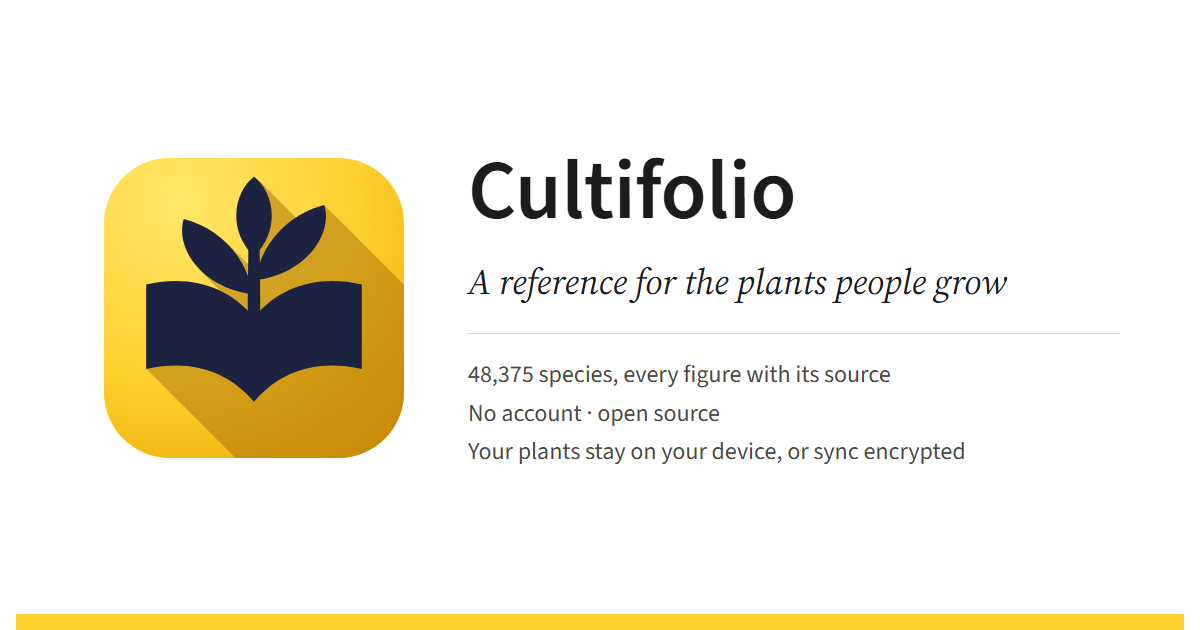 Cultifolio
A reference for the plants people grow
48,375 species, every figure with its source
No account · open source
Your plants stay on your device, or sync encrypted